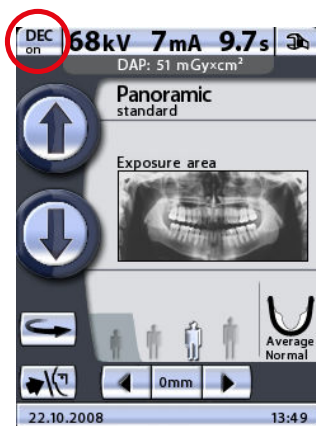 DEC on 68kV 7mA 9.7s
DAP: 51 mGy×cm²
Panoramic
standard
Exposure area
Average
Normal
0mm
22.10.2008 13:49